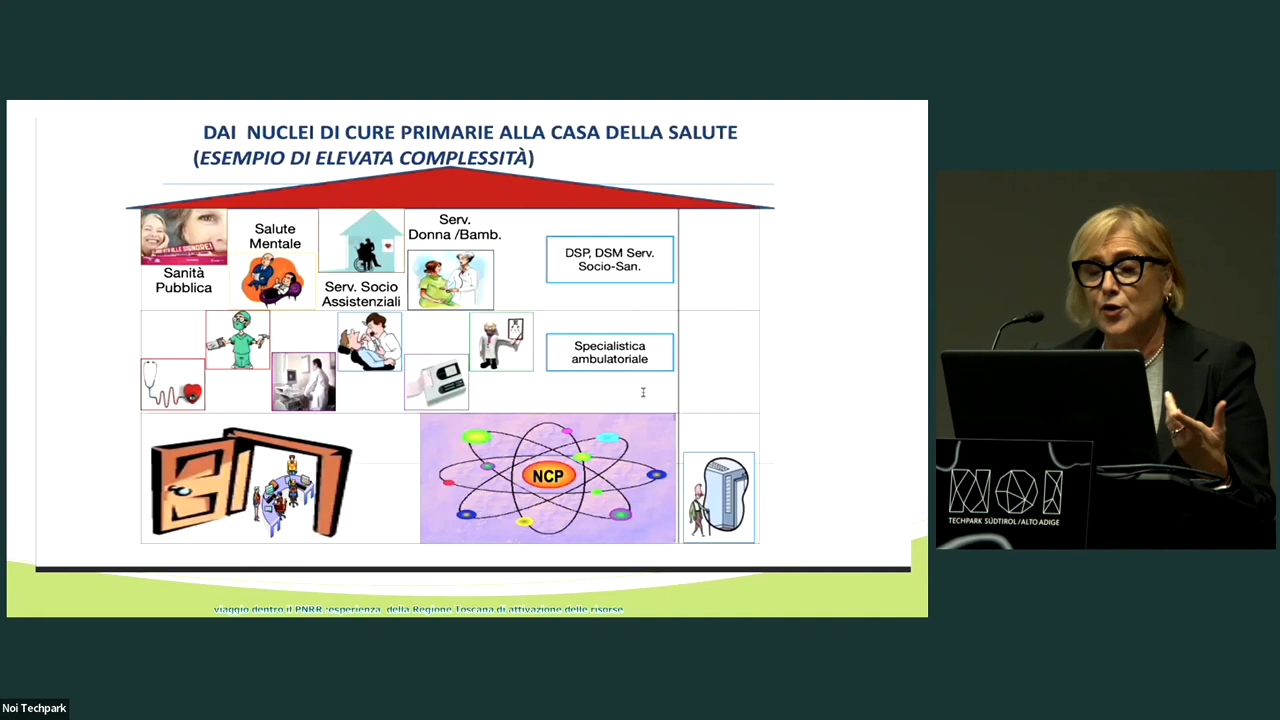 DAI NUCLEI DI CURE PRIMARIE ALLA CASA DELLA SALUTE
(ESEMPIO DI ELEVATA COMPLESSITÀ)
Sanità
Pubblica
Salute
Mentale
Serv. Socio
Assistenziali
Serv.
Donna /Bamb.
DSP, DSM Serv.
Socio-San.
Specialistica
ambulatoriale
NCP
viaggio dentro il PNRR :esperienza della Regione Toscana di attivazione delle risorse
NOI
TECHPARK SÜDTIROL / ALTO ADIGE
Noi Techpark